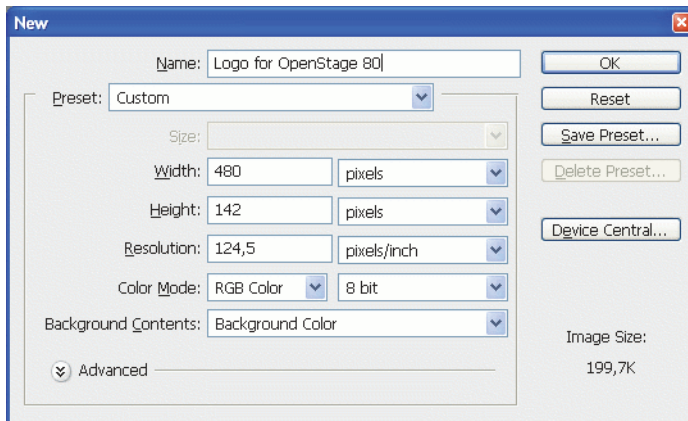 New
Name: Logo for OpenStage 80
OK
Preset: Custom
Reset
Size:
Save Preset...
Width: 480 pixels
Delete Preset...
Height: 142 pixels
Device Central...
Resolution: 124,5 pixels/inch
Color Mode: RGB Color 8 bit
Background Contents: Background Color
Image Size:
199,7K
Advanced